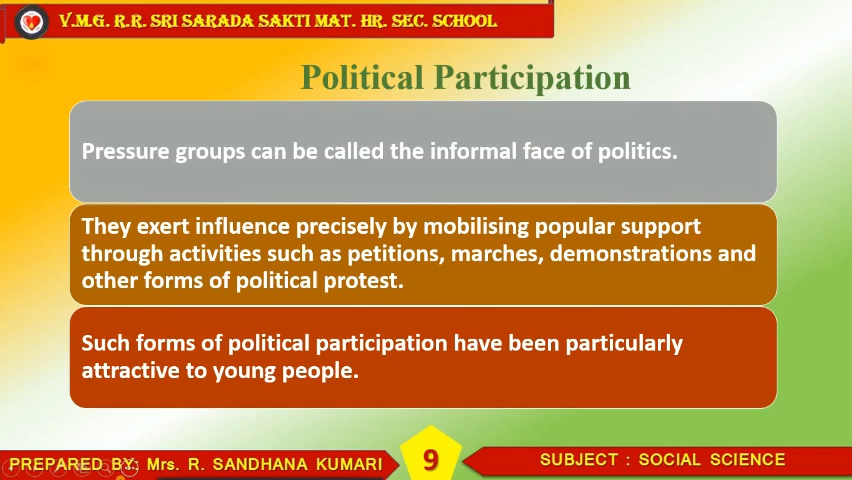 V.M.G. R.R. SRI SARADA SAKTI MAT. HR. SEC. SCHOOL
Political Participation
Pressure groups can be called the informal face of politics.
They exert influence precisely by mobilising popular support
through activities such as petitions, marches, demonstrations and
other forms of political protest.
Such forms of political participation have been particularly
attractive to young people.
PREPARED BY: Mrs. R. SANDHANA KUMARI
9
SUBJECT : SOCIAL SCIENCE